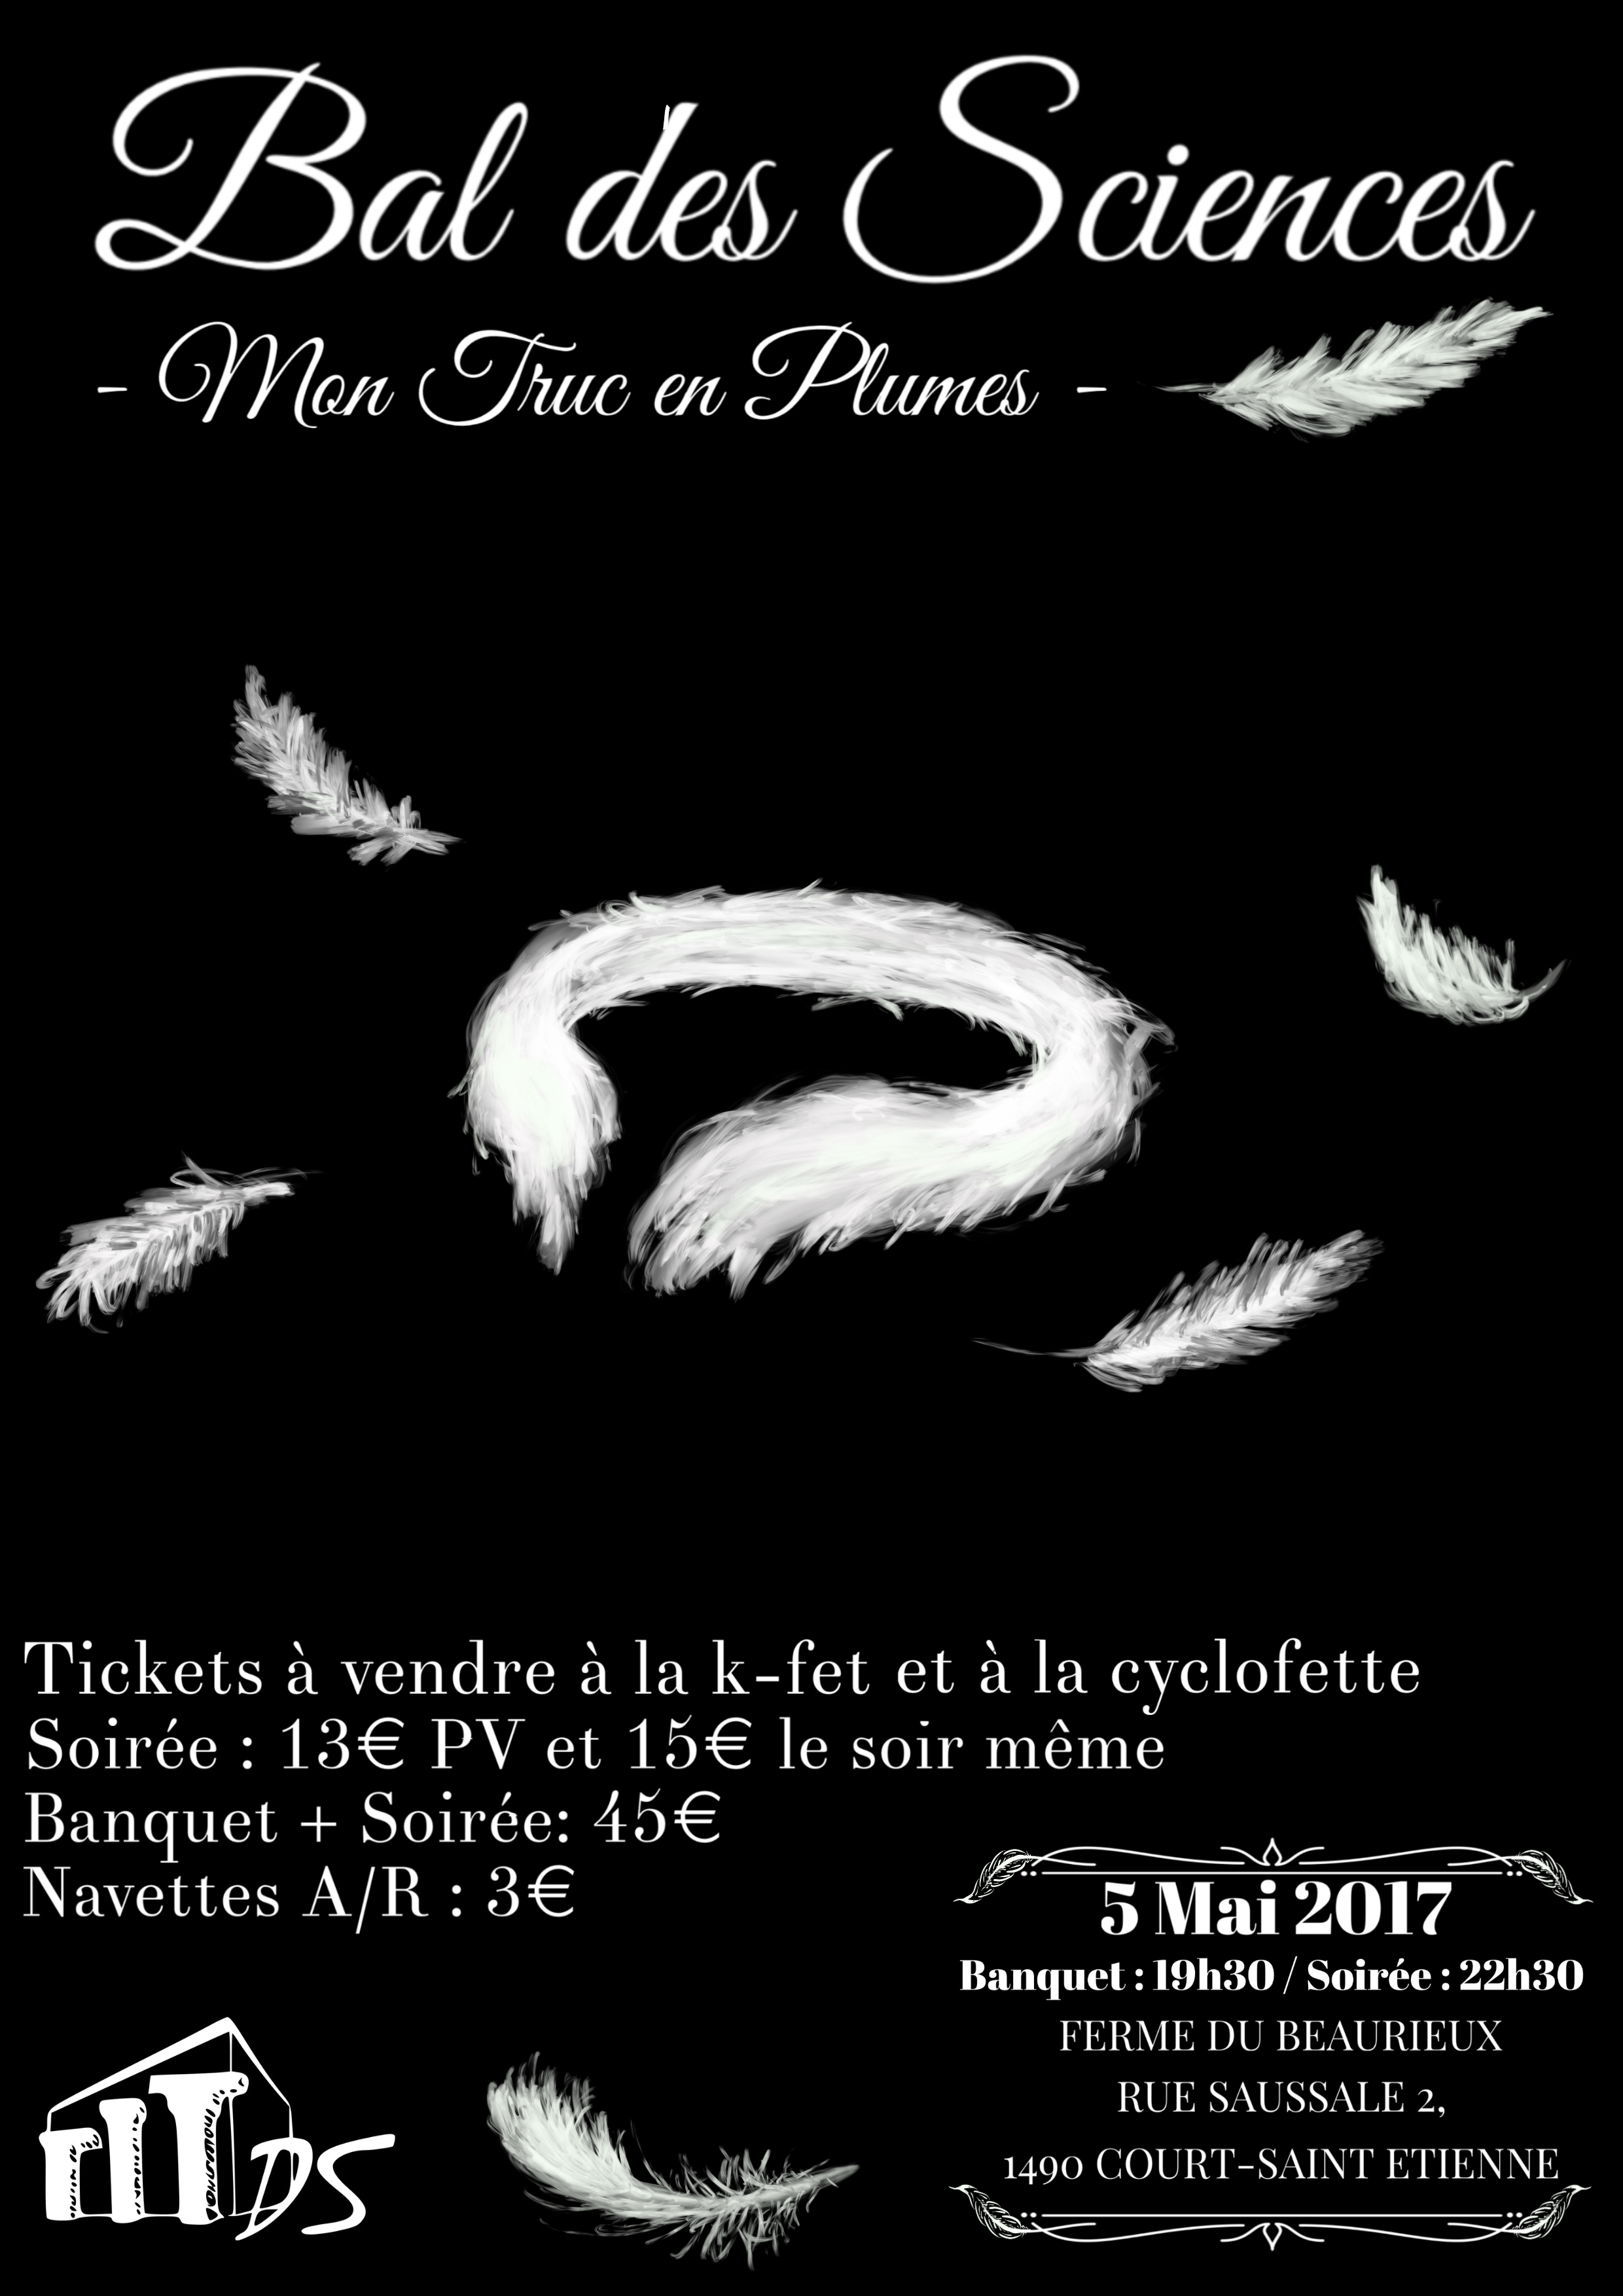 Bal des Sciences
- Mon Truc en Plumes -
Tickets à vendre à la k-fet et à la cyclofette
Soirée : 13€ PV et 15€ le soir même
Banquet + Soirée: 45€
Navettes A/R : 3€
5 Mai 2017
Banquet : 19h30 / Soirée : 22h30
FERME DU BEAURIEUX
RUE SAUSSALE 2,
1490 COURT-SAINT ETIENNE
DS